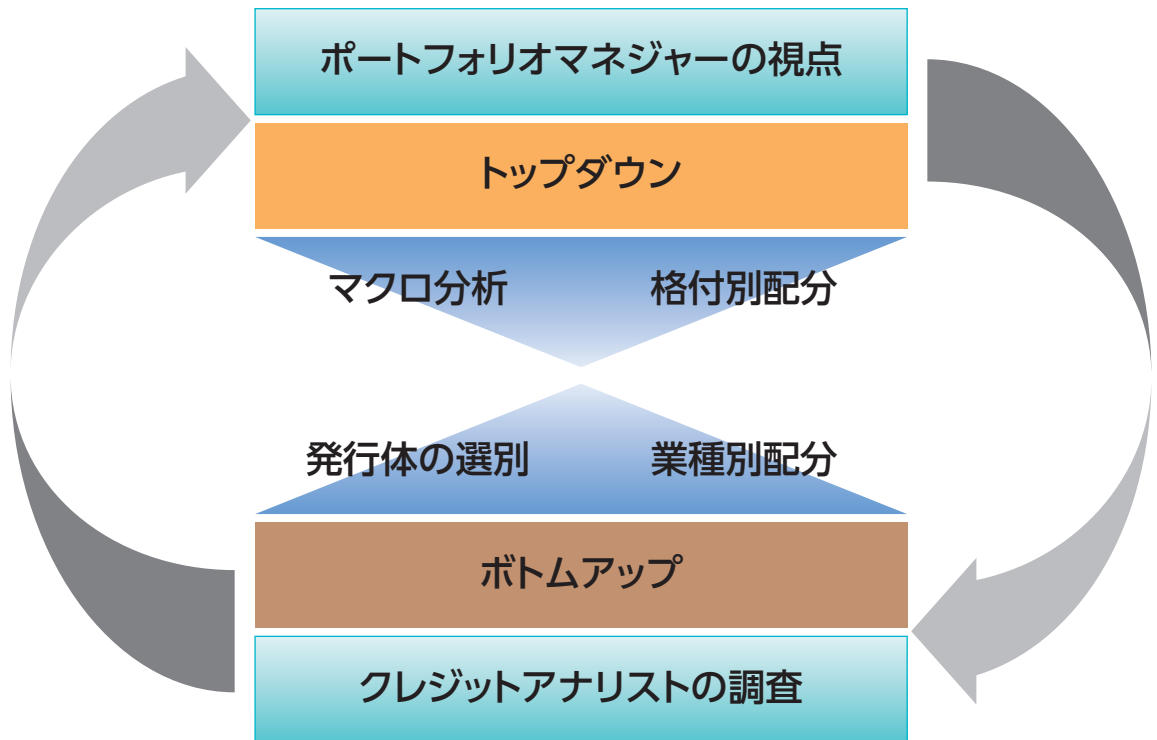 ポートフォリオマネジャーの視点
トップダウン
マクロ分析 格付別配分
発行体の選別 業種別配分
ボトムアップ
クレジットアナリストの調査